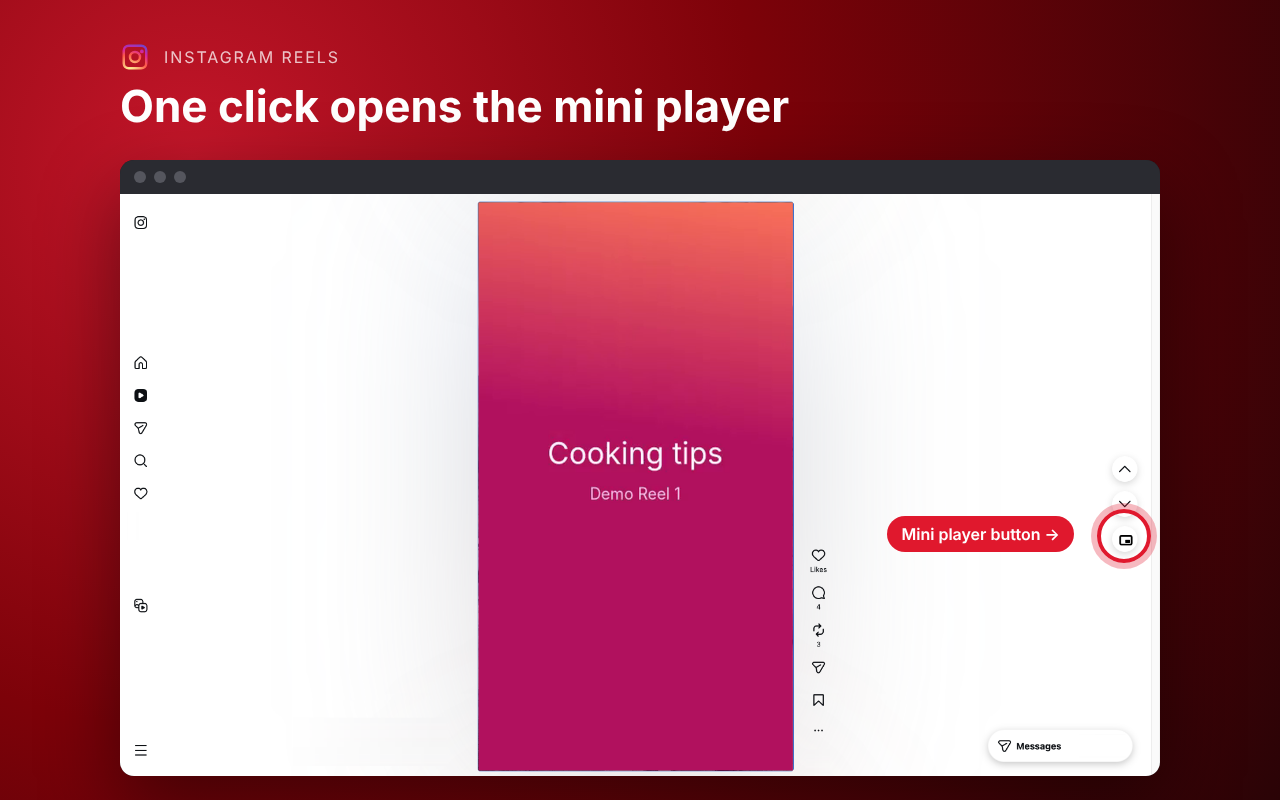 INSTAGRAM REELS
One click opens the mini player
Cooking tips
Demo Reel 1
Mini player button →
Likes
4
3
Messages